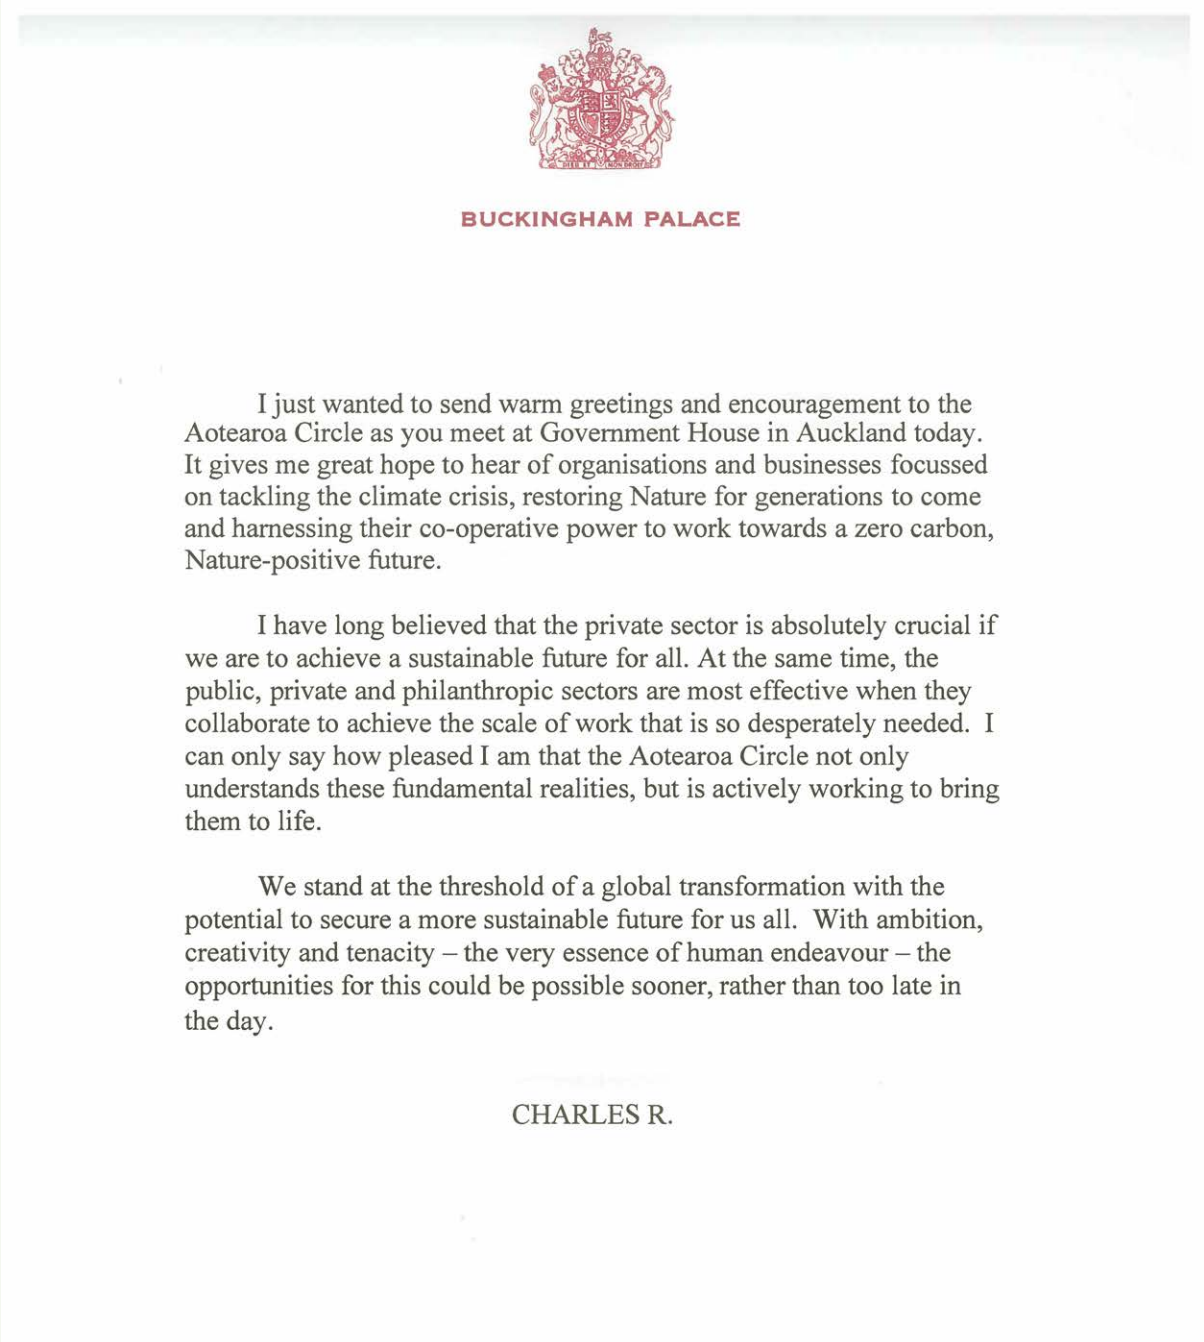 DIEU ET MON DROIT
BUCKINGHAM PALACE
I just wanted to send warm greetings and encouragement to the
Aotearoa Circle as you meet at Government House in Auckland today.
It gives me great hope to hear of organisations and businesses focussed
on tackling the climate crisis, restoring Nature for generations to come
and harnessing their co-operative power to work towards a zero carbon,
Nature-positive future.
I have long believed that the private sector is absolutely crucial if
we are to achieve a sustainable future for all. At the same time, the
public, private and philanthropic sectors are most effective when they
collaborate to achieve the scale of work that is so desperately needed. I
can only say how pleased I am that the Aotearoa Circle not only
understands these fundamental realities, but is actively working to bring
them to life.
We stand at the threshold of a global transformation with the
potential to secure a more sustainable future for us all. With ambition,
creativity and tenacity – the very essence of human endeavour – the
opportunities for this could be possible sooner, rather than too late in
the day.
CHARLES R.